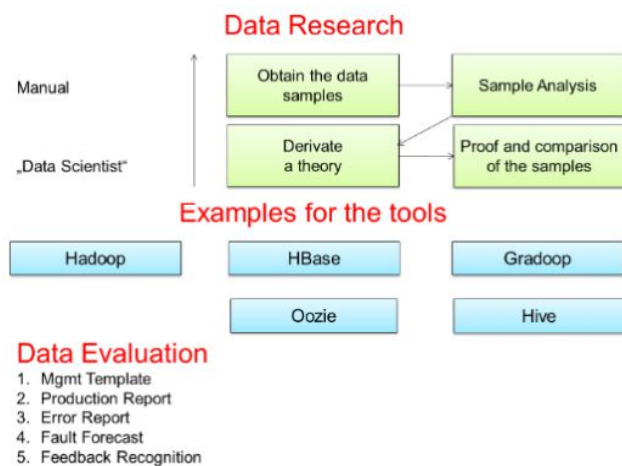 Data Research
Manual
Obtain the data
samples
Sample Analysis
„Data Scientist“
Derivate
a theory
Proof and comparison
of the samples
Examples for the tools
Hadoop
HBase
Gradoop
Oozie
Hive
Data Evaluation
1. Mgmt Template
2. Production Report
3. Error Report
4. Fault Forecast
5. Feedback Recognition